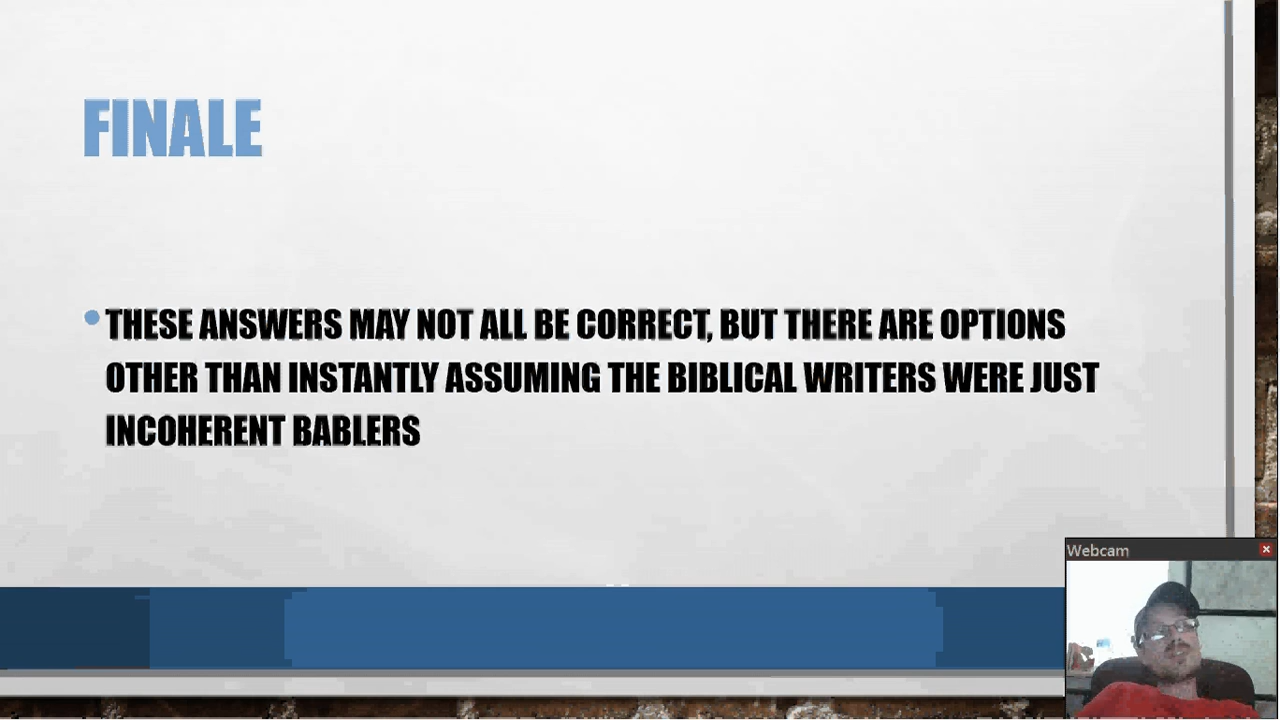 FINALE
THESE ANSWERS MAY NOT ALL BE CORRECT, BUT THERE ARE OPTIONS
OTHER THAN INSTANTLY ASSUMING THE BIBLICAL WRITERS WERE JUST
INCOHERENT BABLERS
Webcam